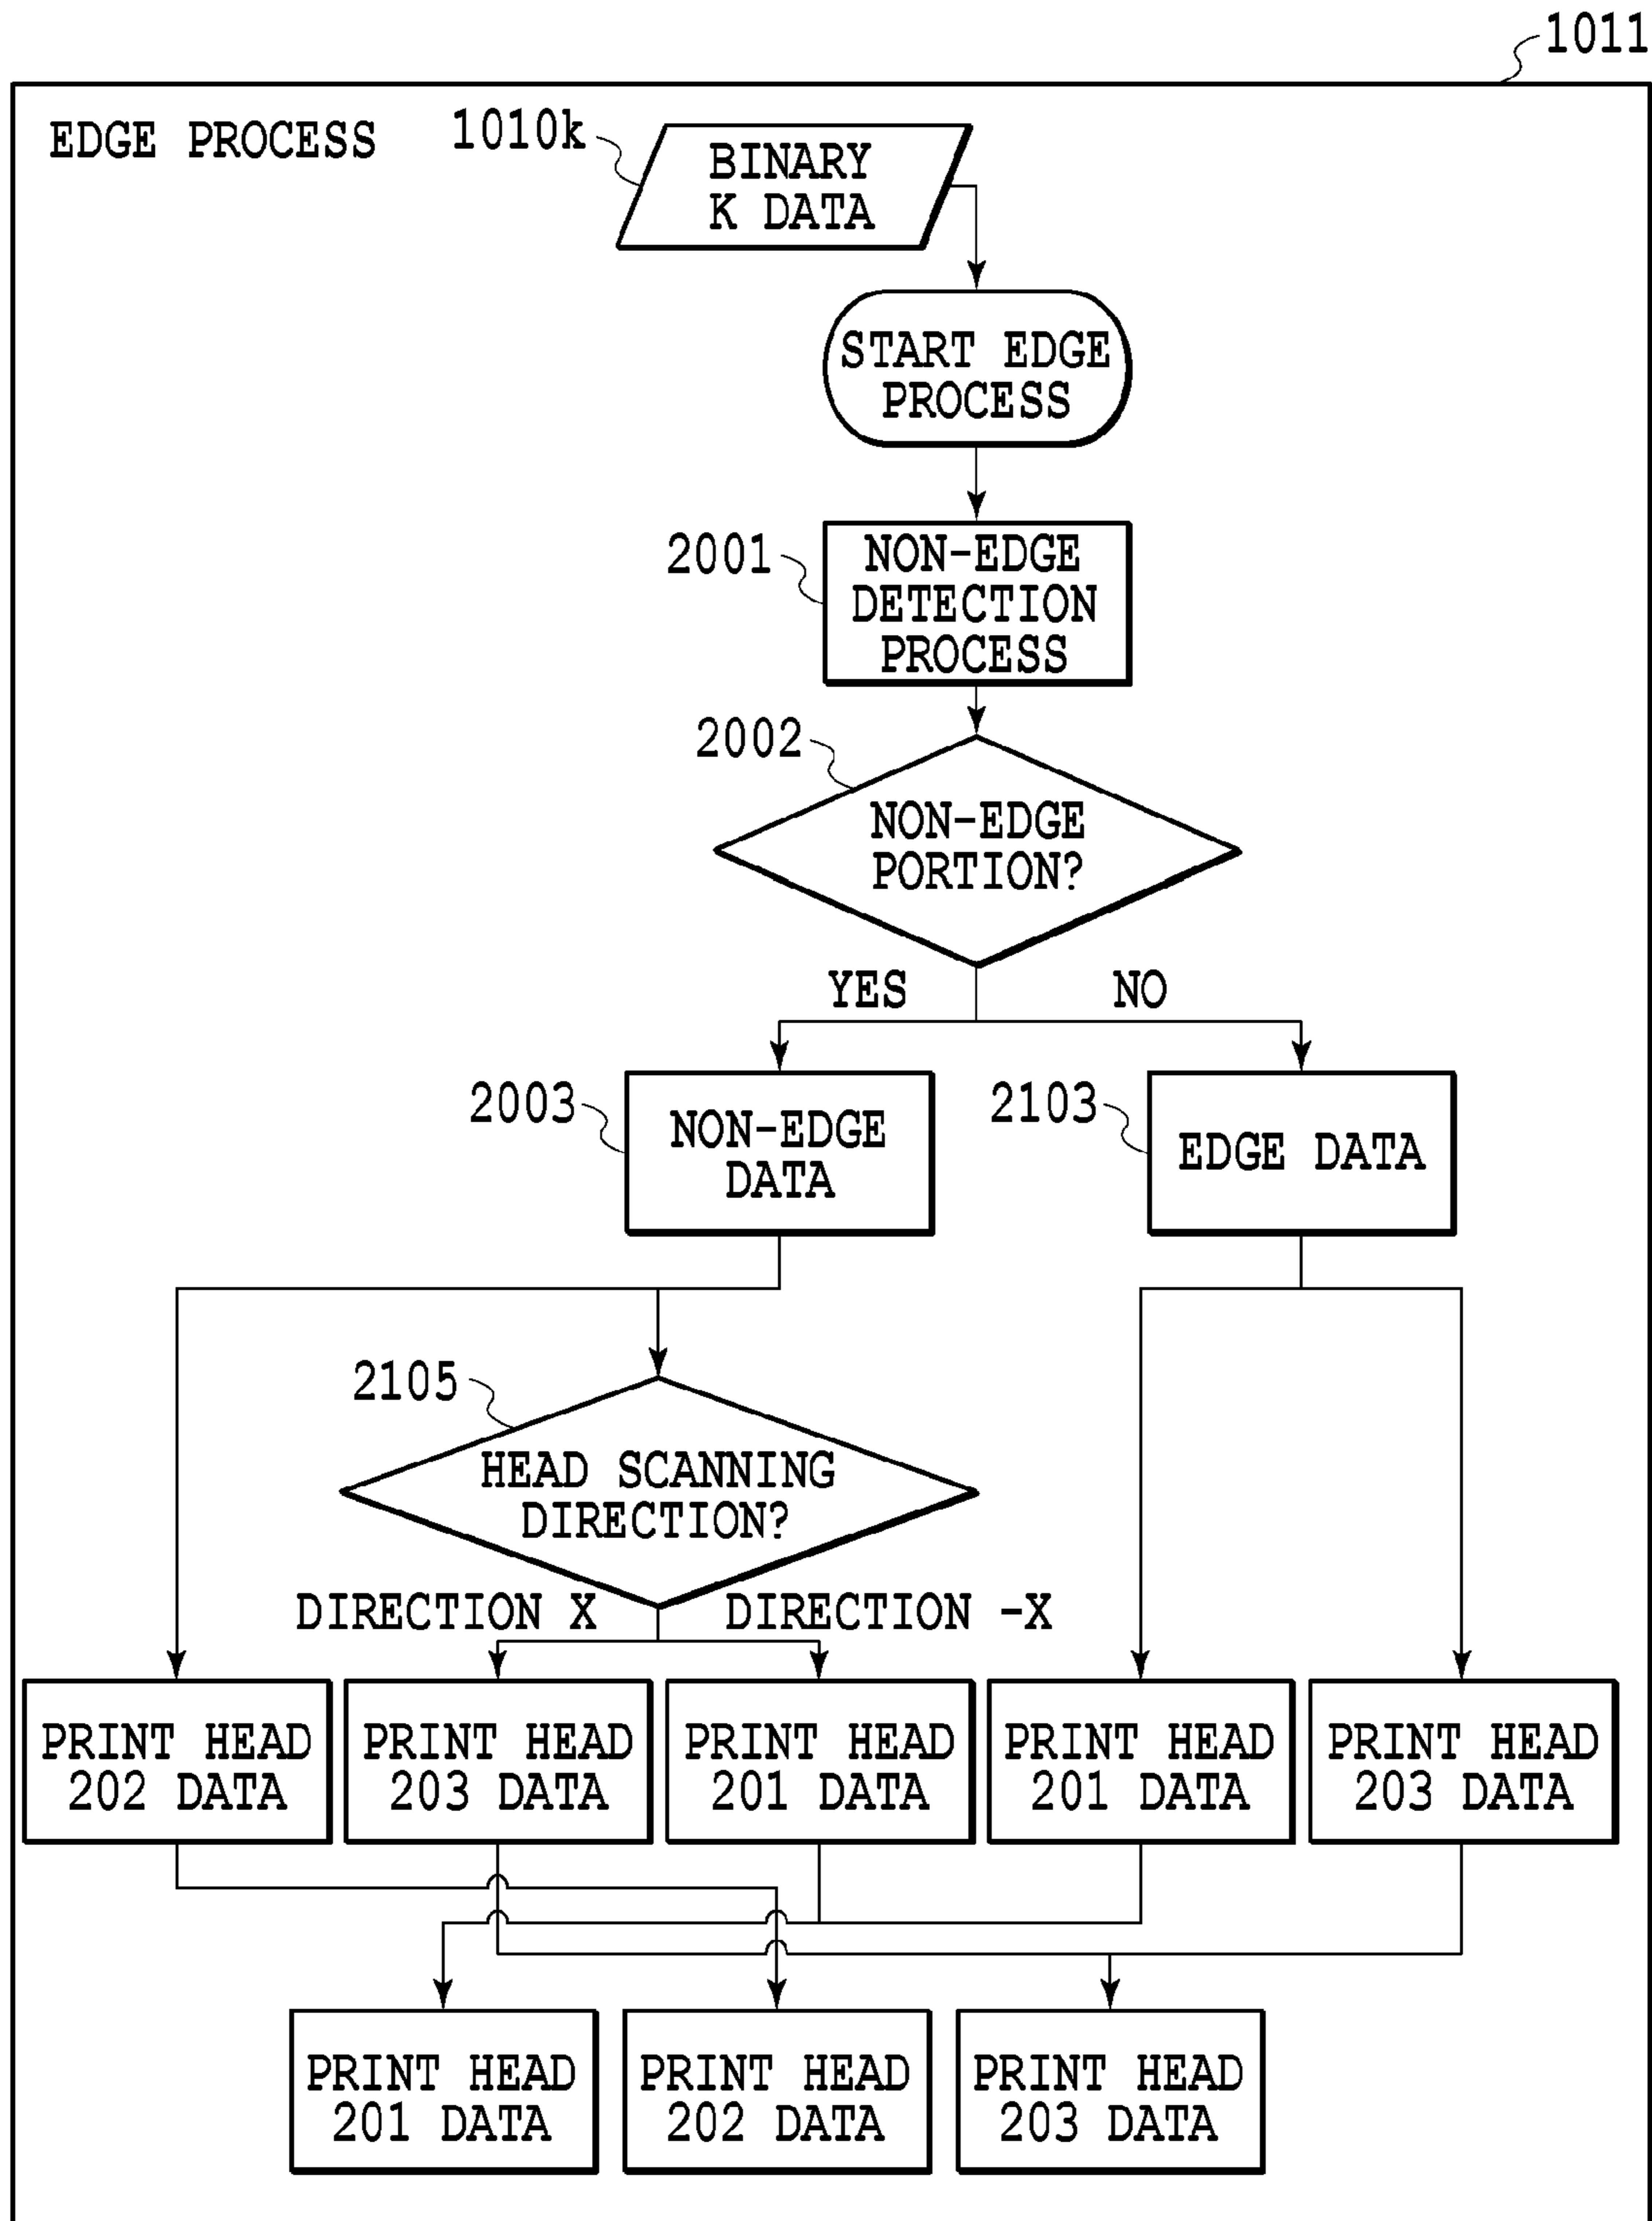 1011
EDGE PROCESS
1010k
BINARY
K DATA
START EDGE
PROCESS
2001
NON-EDGE
DETECTION
PROCESS
2002
NON-EDGE
PORTION?
YES
NO
2003
NON-EDGE
DATA
2103
EDGE DATA
2105
HEAD SCANNING
DIRECTION?
DIRECTION X
DIRECTION -X
PRINT HEAD
202 DATA
PRINT HEAD
203 DATA
PRINT HEAD
201 DATA
PRINT HEAD
201 DATA
PRINT HEAD
203 DATA
PRINT HEAD
201 DATA
PRINT HEAD
202 DATA
PRINT HEAD
203 DATA